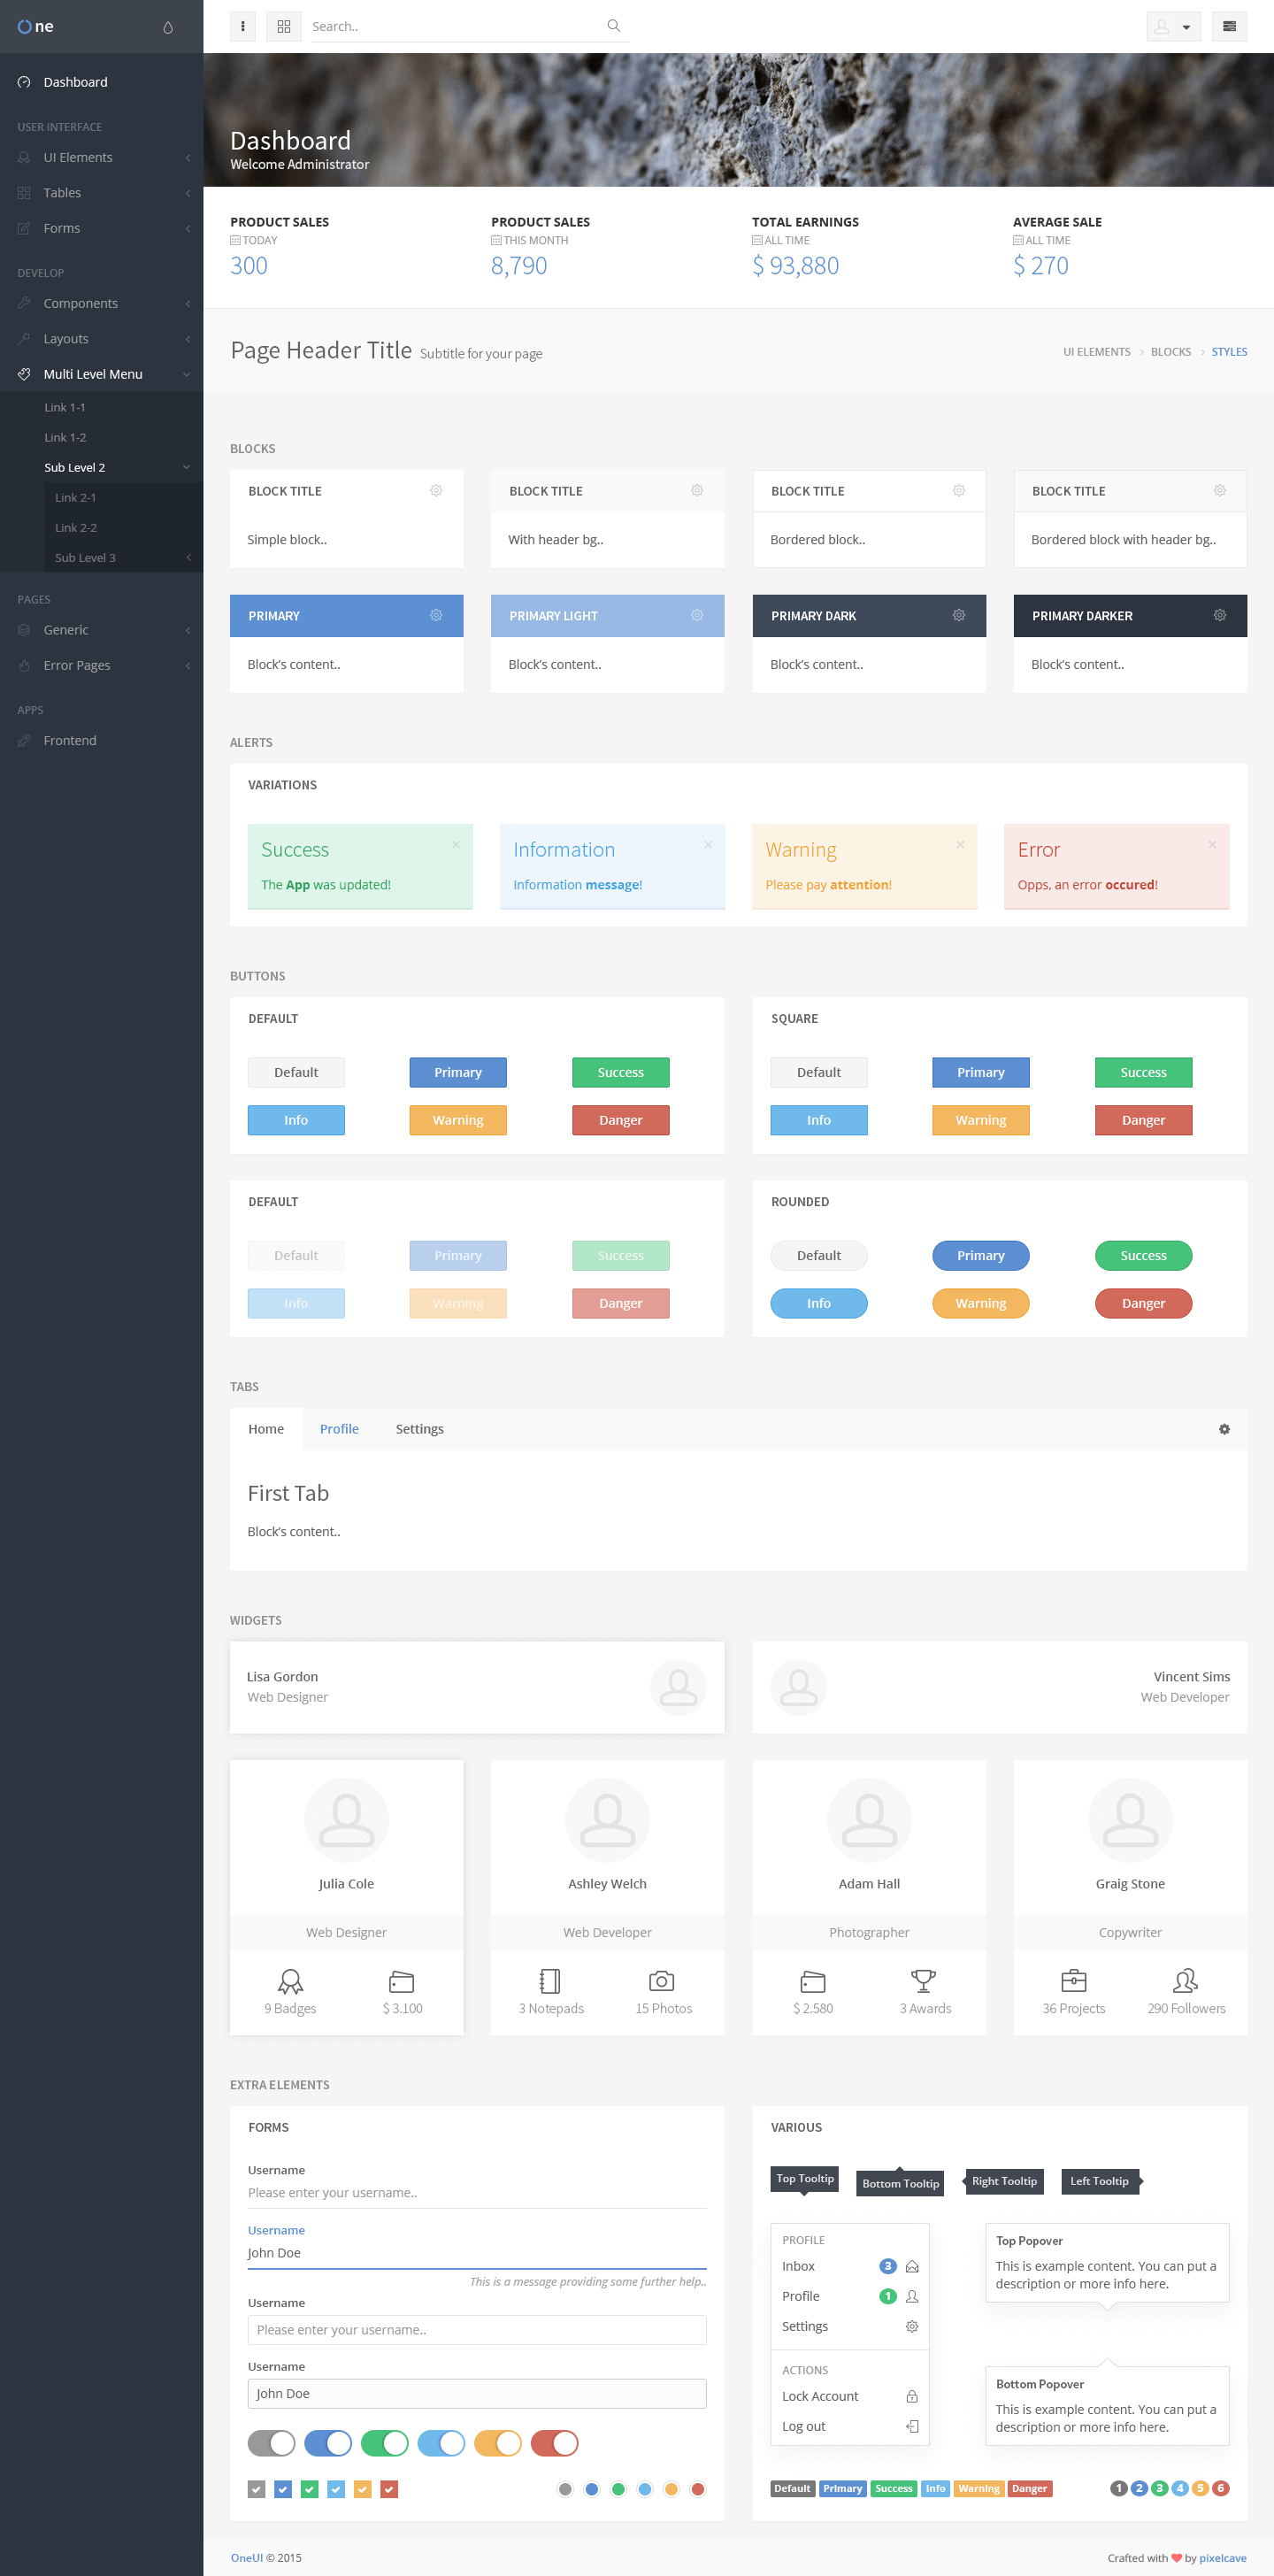 One
Search..
Dashboard
USER INTERFACE
UI Elements
Tables
Forms
DEVELOP
Components
Layouts
Multi Level Menu
Link 1-1
Link 1-2
Sub Level 2
Link 2-1
Link 2-2
Sub Level 3
PAGES
Generic
Error Pages
APPS
Frontend
Dashboard
Welcome Administrator
PRODUCT SALES
TODAY
300
PRODUCT SALES
THIS MONTH
8,790
TOTAL EARNINGS
ALL TIME
$ 93,880
AVERAGE SALE
ALL TIME
$ 270
Page Header Title Subtitle for your page
UI ELEMENTS BLOCKS STYLES
BLOCKS
BLOCK TITLE
Simple block..
BLOCK TITLE
With header bg..
BLOCK TITLE
Bordered block..
BLOCK TITLE
Bordered block with header bg..
PRIMARY
Block's content..
PRIMARY LIGHT
Block's content..
PRIMARY DARK
Block's content..
PRIMARY DARKER
Block's content..
ALERTS
VARIATIONS
Success
The App was updated!
Information
Information message!
Warning
Please pay attention!
Error
Opps, an error occured!
BUTTONS
DEFAULT
Default Primary Success
Info Warning Danger
SQUARE
Default Primary Success
Info Warning Danger
DEFAULT
Default Primary Success
Info Warning Danger
ROUNDED
Default Primary Success
Info Warning Danger
TABS
Home Profile Settings
First Tab
Block's content..
WIDGETS
Lisa Gordon
Web Designer
Vincent Sims
Web Developer
Julia Cole
Web Designer
9 Badges $ 3.100
Ashley Welch
Web Developer
3 Notepads 15 Photos
Adam Hall
Photographer
$ 2.580 3 Awards
Graig Stone
Copywriter
36 Projects 290 Followers
EXTRA ELEMENTS
FORMS
Username
Please enter your username..
Username
John Doe
This is a message providing some further help..
Username
Please enter your username..
Username
John Doe
VARIOUS
Top Tooltip Bottom Tooltip Right Tooltip Left Tooltip
PROFILE
Inbox 3
Profile 1
Settings
ACTIONS
Lock Account
Log out
Top Popover
This is example content. You can put a
description or more info here.
Bottom Popover
This is example content. You can put a
description or more info here.
Default Primary Success Info Warning Danger
1 2 3 4 5 6
OneUI © 2015
Crafted with ❤ by pixelcave